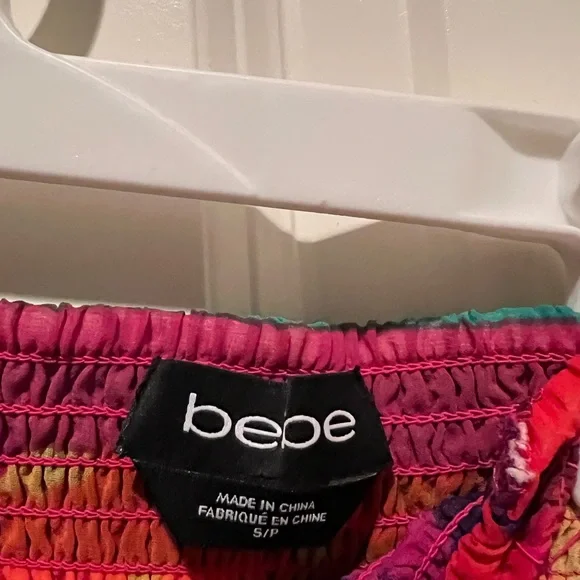 bebe
MADE IN CHINA
FABRIQUÉ EN CHINE
S/P